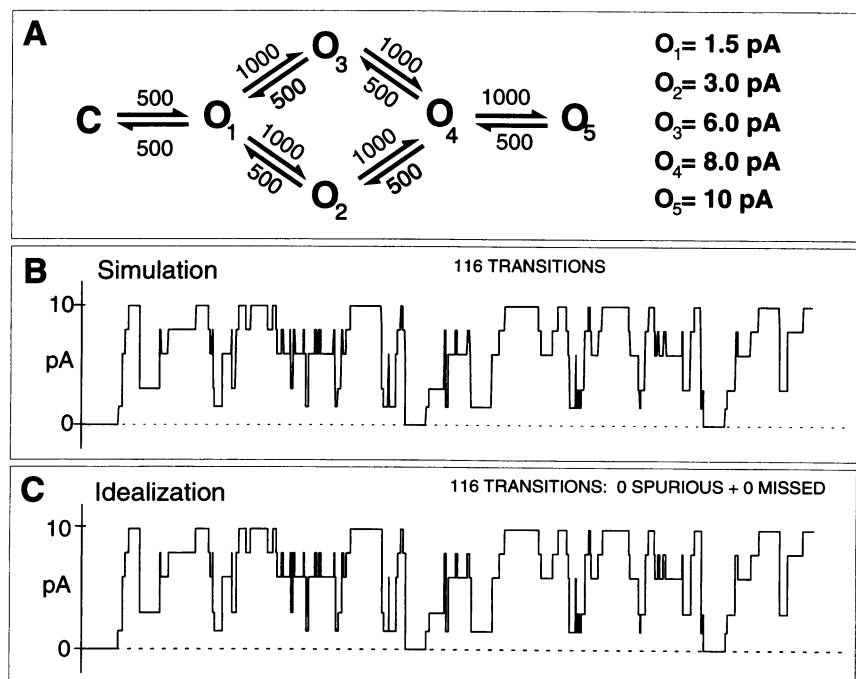 A
C
500
500
O1
1000
500
O3
1000
500
1000
500
O2
1000
500
O4
1000
500
O5
O1= 1.5 pA
O2= 3.0 pA
O3= 6.0 pA
O4= 8.0 pA
O5= 10 pA
B Simulation 116 TRANSITIONS
10
pA
0
C Idealization 116 TRANSITIONS: 0 SPURIOUS + 0 MISSED
10
pA
0